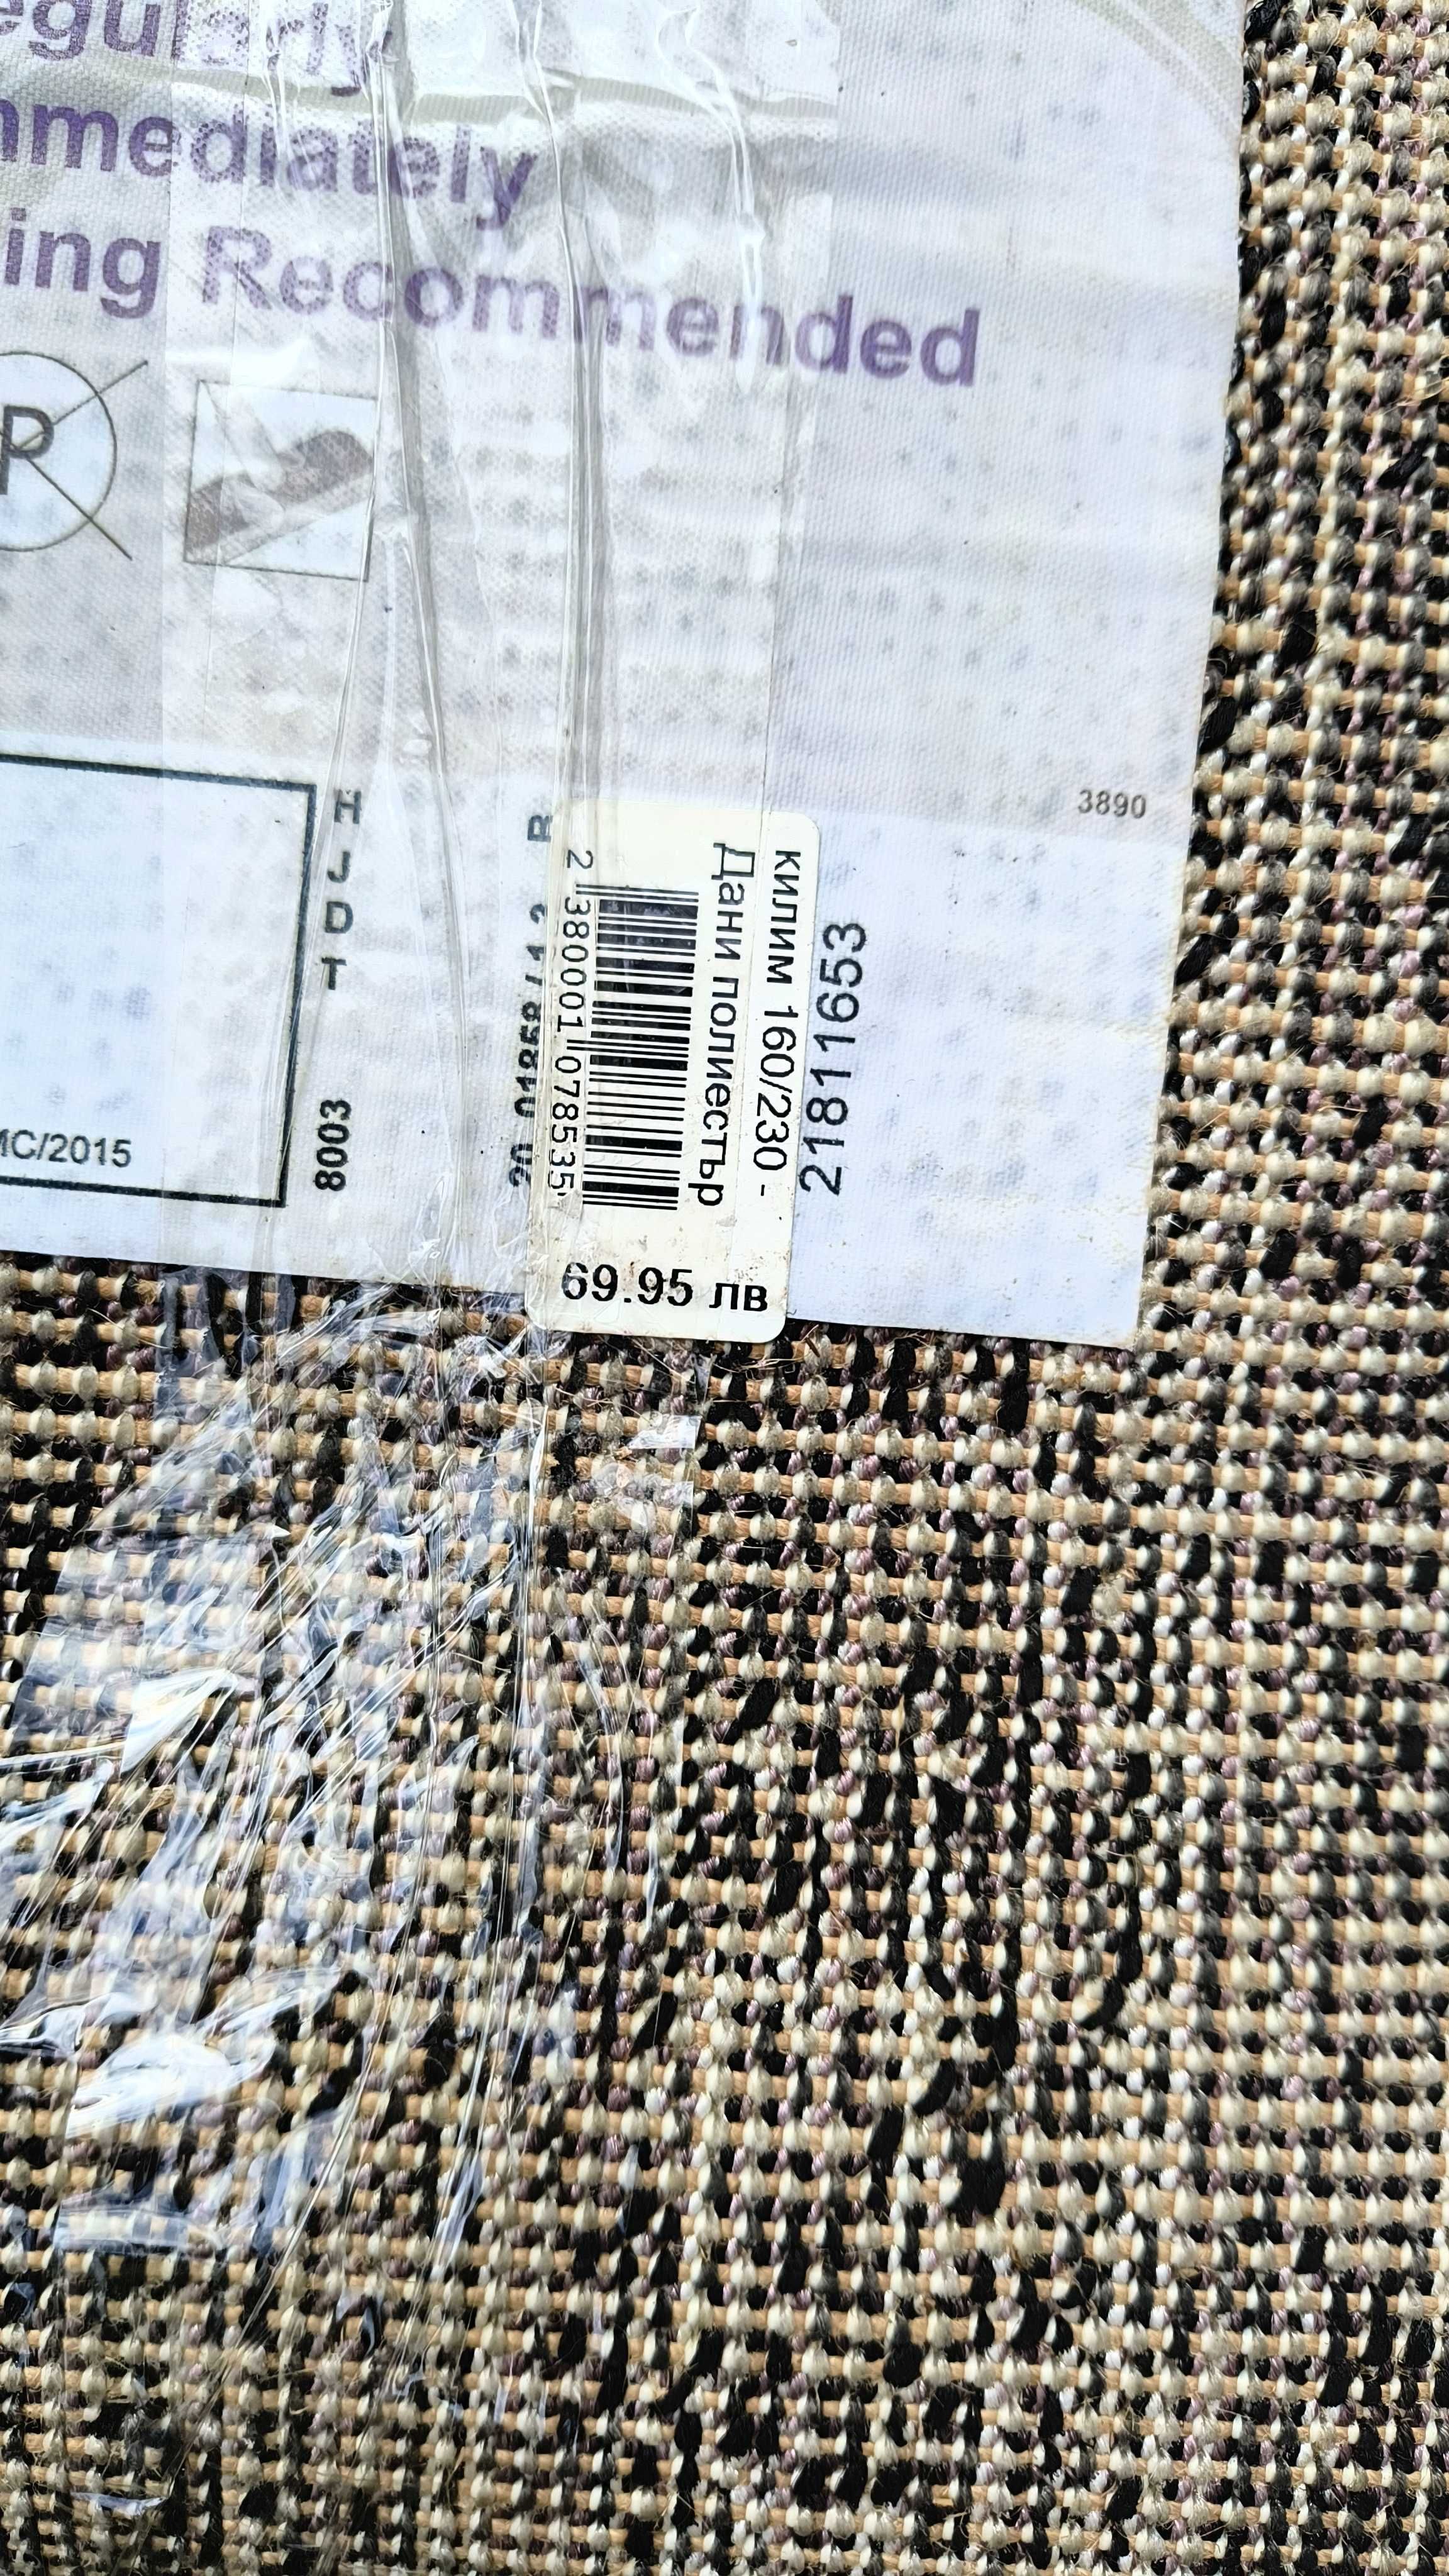 mmediately
ing Recommended
P
3890
H
J
D
T
8003
MC/2015
килим 160/230 -
Дани полиестър
2 380001 078535
69.95 лв
21811653